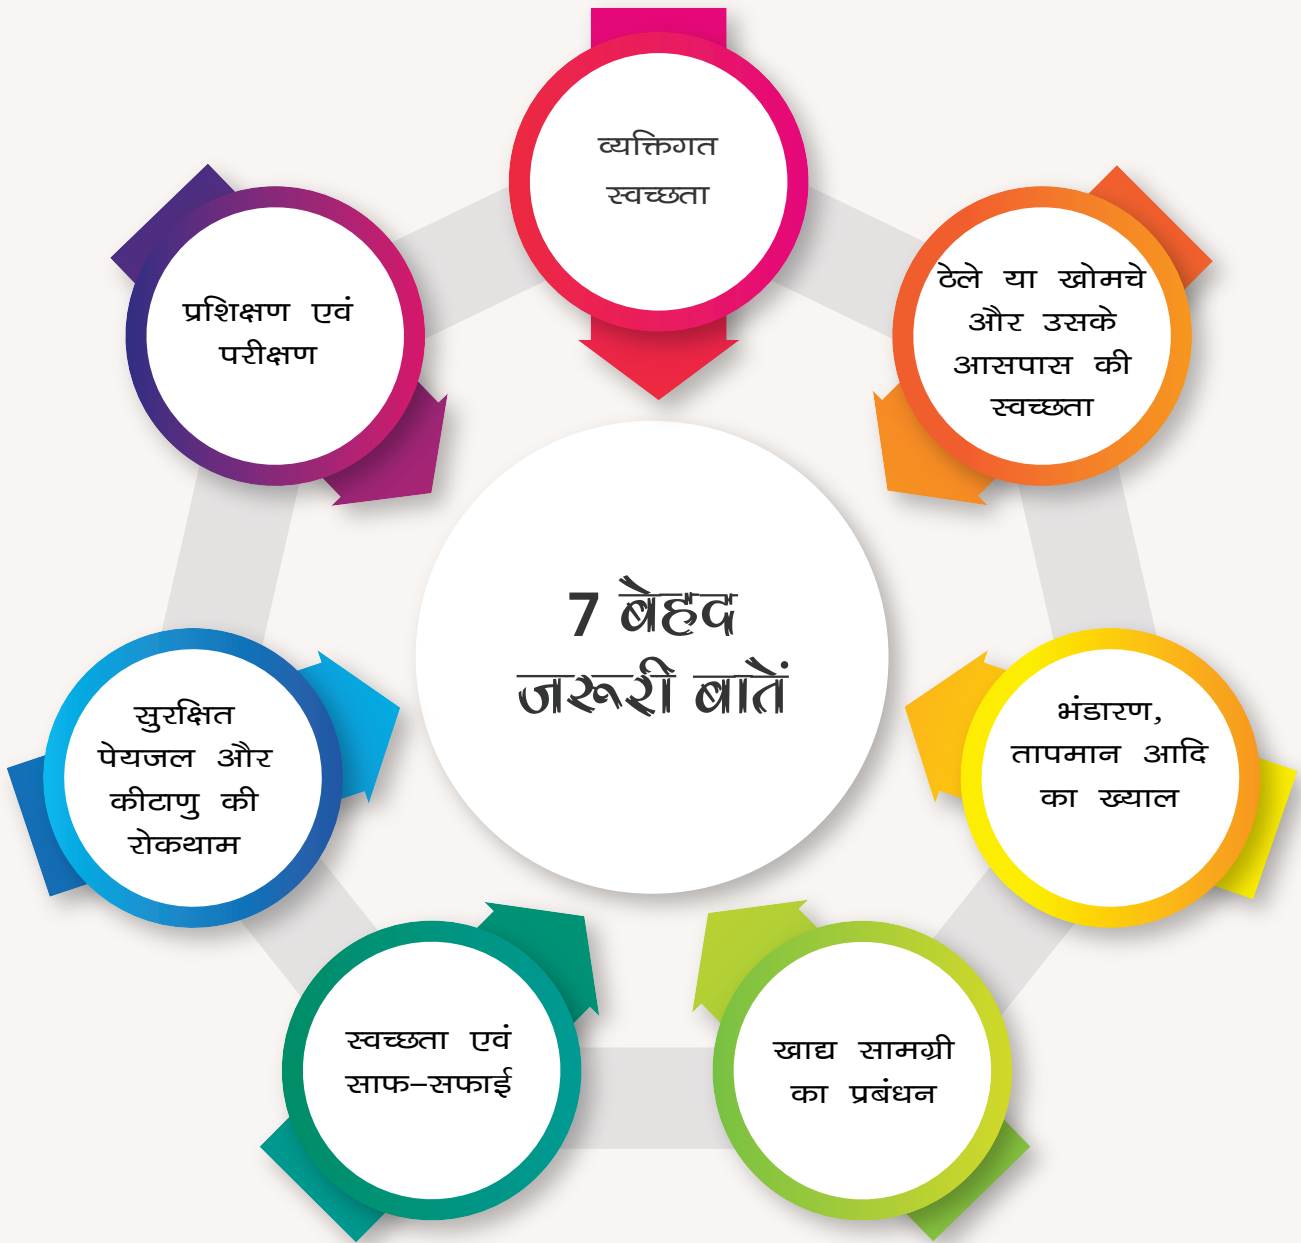 व्यक्तिगत
स्वच्छता
ठेले या खोमचे
और उसके
आसपास की
स्वच्छता
भंडारण,
तापमान आदि
का ख्याल
खाद्य सामग्री
का प्रबंधन
स्वच्छता एवं
साफ-सफाई
सुरक्षित
पेयजल और
कीटाणु की
रोकथाम
प्रशिक्षण एवं
परीक्षण
7 बेहद
जरूरी बातें